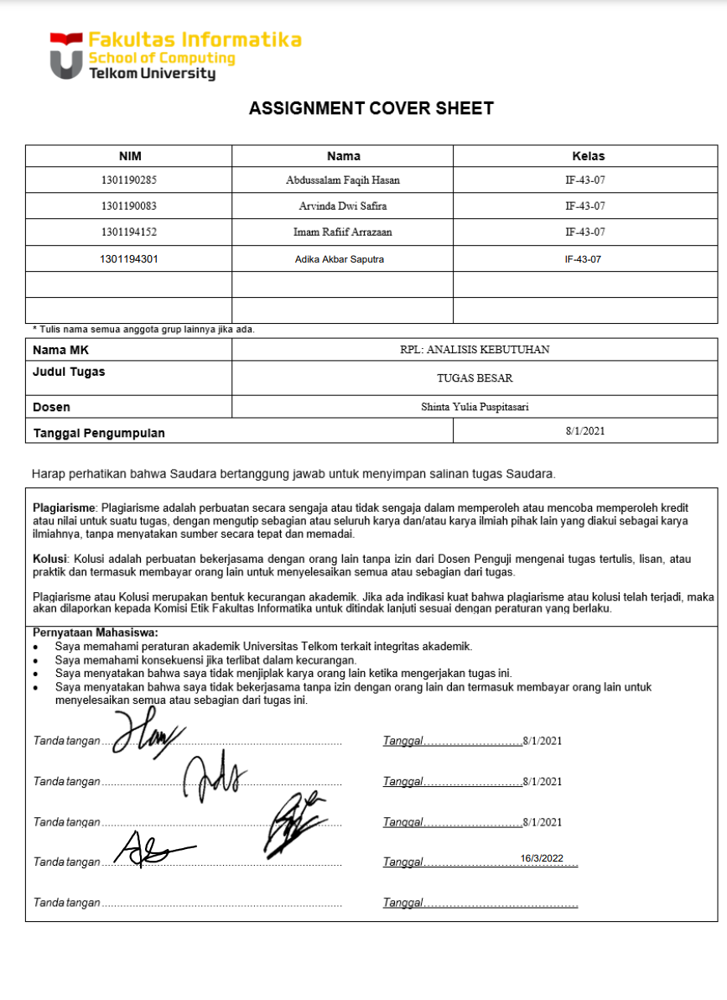 Fakultas Informatika
School of Computing
Telkom University
ASSIGNMENT COVER SHEET
NIM Nama Kelas
1301190285 Abdussalam Faqih Hasan IF-43-07
1301190083 Arvinda Dwi Safira IF-43-07
1301194152 Imam Rafiif Arrazaan IF-43-07
1301194301 Adika Akbar Saputra IF-43-07
* Tulis nama semua anggota grup lainnya jika ada.
Nama MK RPL: ANALISIS KEBUTUHAN
Judul Tugas TUGAS BESAR
Dosen Shinta Yulia Puspitasari
Tanggal Pengumpulan 8/1/2021
Harap perhatikan bahwa Saudara bertanggung jawab untuk menyimpan salinan tugas Saudara.
Plagiarisme: Plagiarisme adalah perbuatan secara sengaja atau tidak sengaja dalam memperoleh atau mencoba memperoleh kredit
atau nilai untuk suatu tugas, dengan mengutip sebagian atau seluruh karya dan/atau karya ilmiah pihak lain yang diakui sebagai karya
ilmiahnya, tanpa menyatakan sumber secara tepat dan memadai.
Kolusi: Kolusi adalah perbuatan bekerjasama dengan orang lain tanpa izin dari Dosen Penguji mengenai tugas tertulis, lisan, atau
praktik dan termasuk membayar orang lain untuk menyelesaikan semua atau sebagian dari tugas.
Plagiarisme atau Kolusi merupakan bentuk kecurangan akademik. Jika ada indikasi kuat bahwa plagiarisme atau kolusi telah terjadi, maka
akan dilaporkan kepada Komisi Etik Fakultas Informatika untuk ditindak lanjuti sesuai dengan peraturan yang berlaku.
Pernyataan Mahasiswa:
• Saya memahami peraturan akademik Universitas Telkom terkait integritas akademik.
• Saya memahami konsekuensi jika terlibat dalam kecurangan.
• Saya menyatakan bahwa saya tidak menjiplak karya orang lain ketika mengerjakan tugas ini.
• Saya menyatakan bahwa saya tidak bekerjasama tanpa izin dengan orang lain dan termasuk membayar orang lain untuk
menyelesaikan semua atau sebagian dari tugas ini.
Tanda tangan Tanggal 8/1/2021
Tanda tangan Tanggal 8/1/2021
Tanda tangan Tanggal 8/1/2021
Tanda tangan Tanggal 16/3/2022
Tanda tangan Tanggal